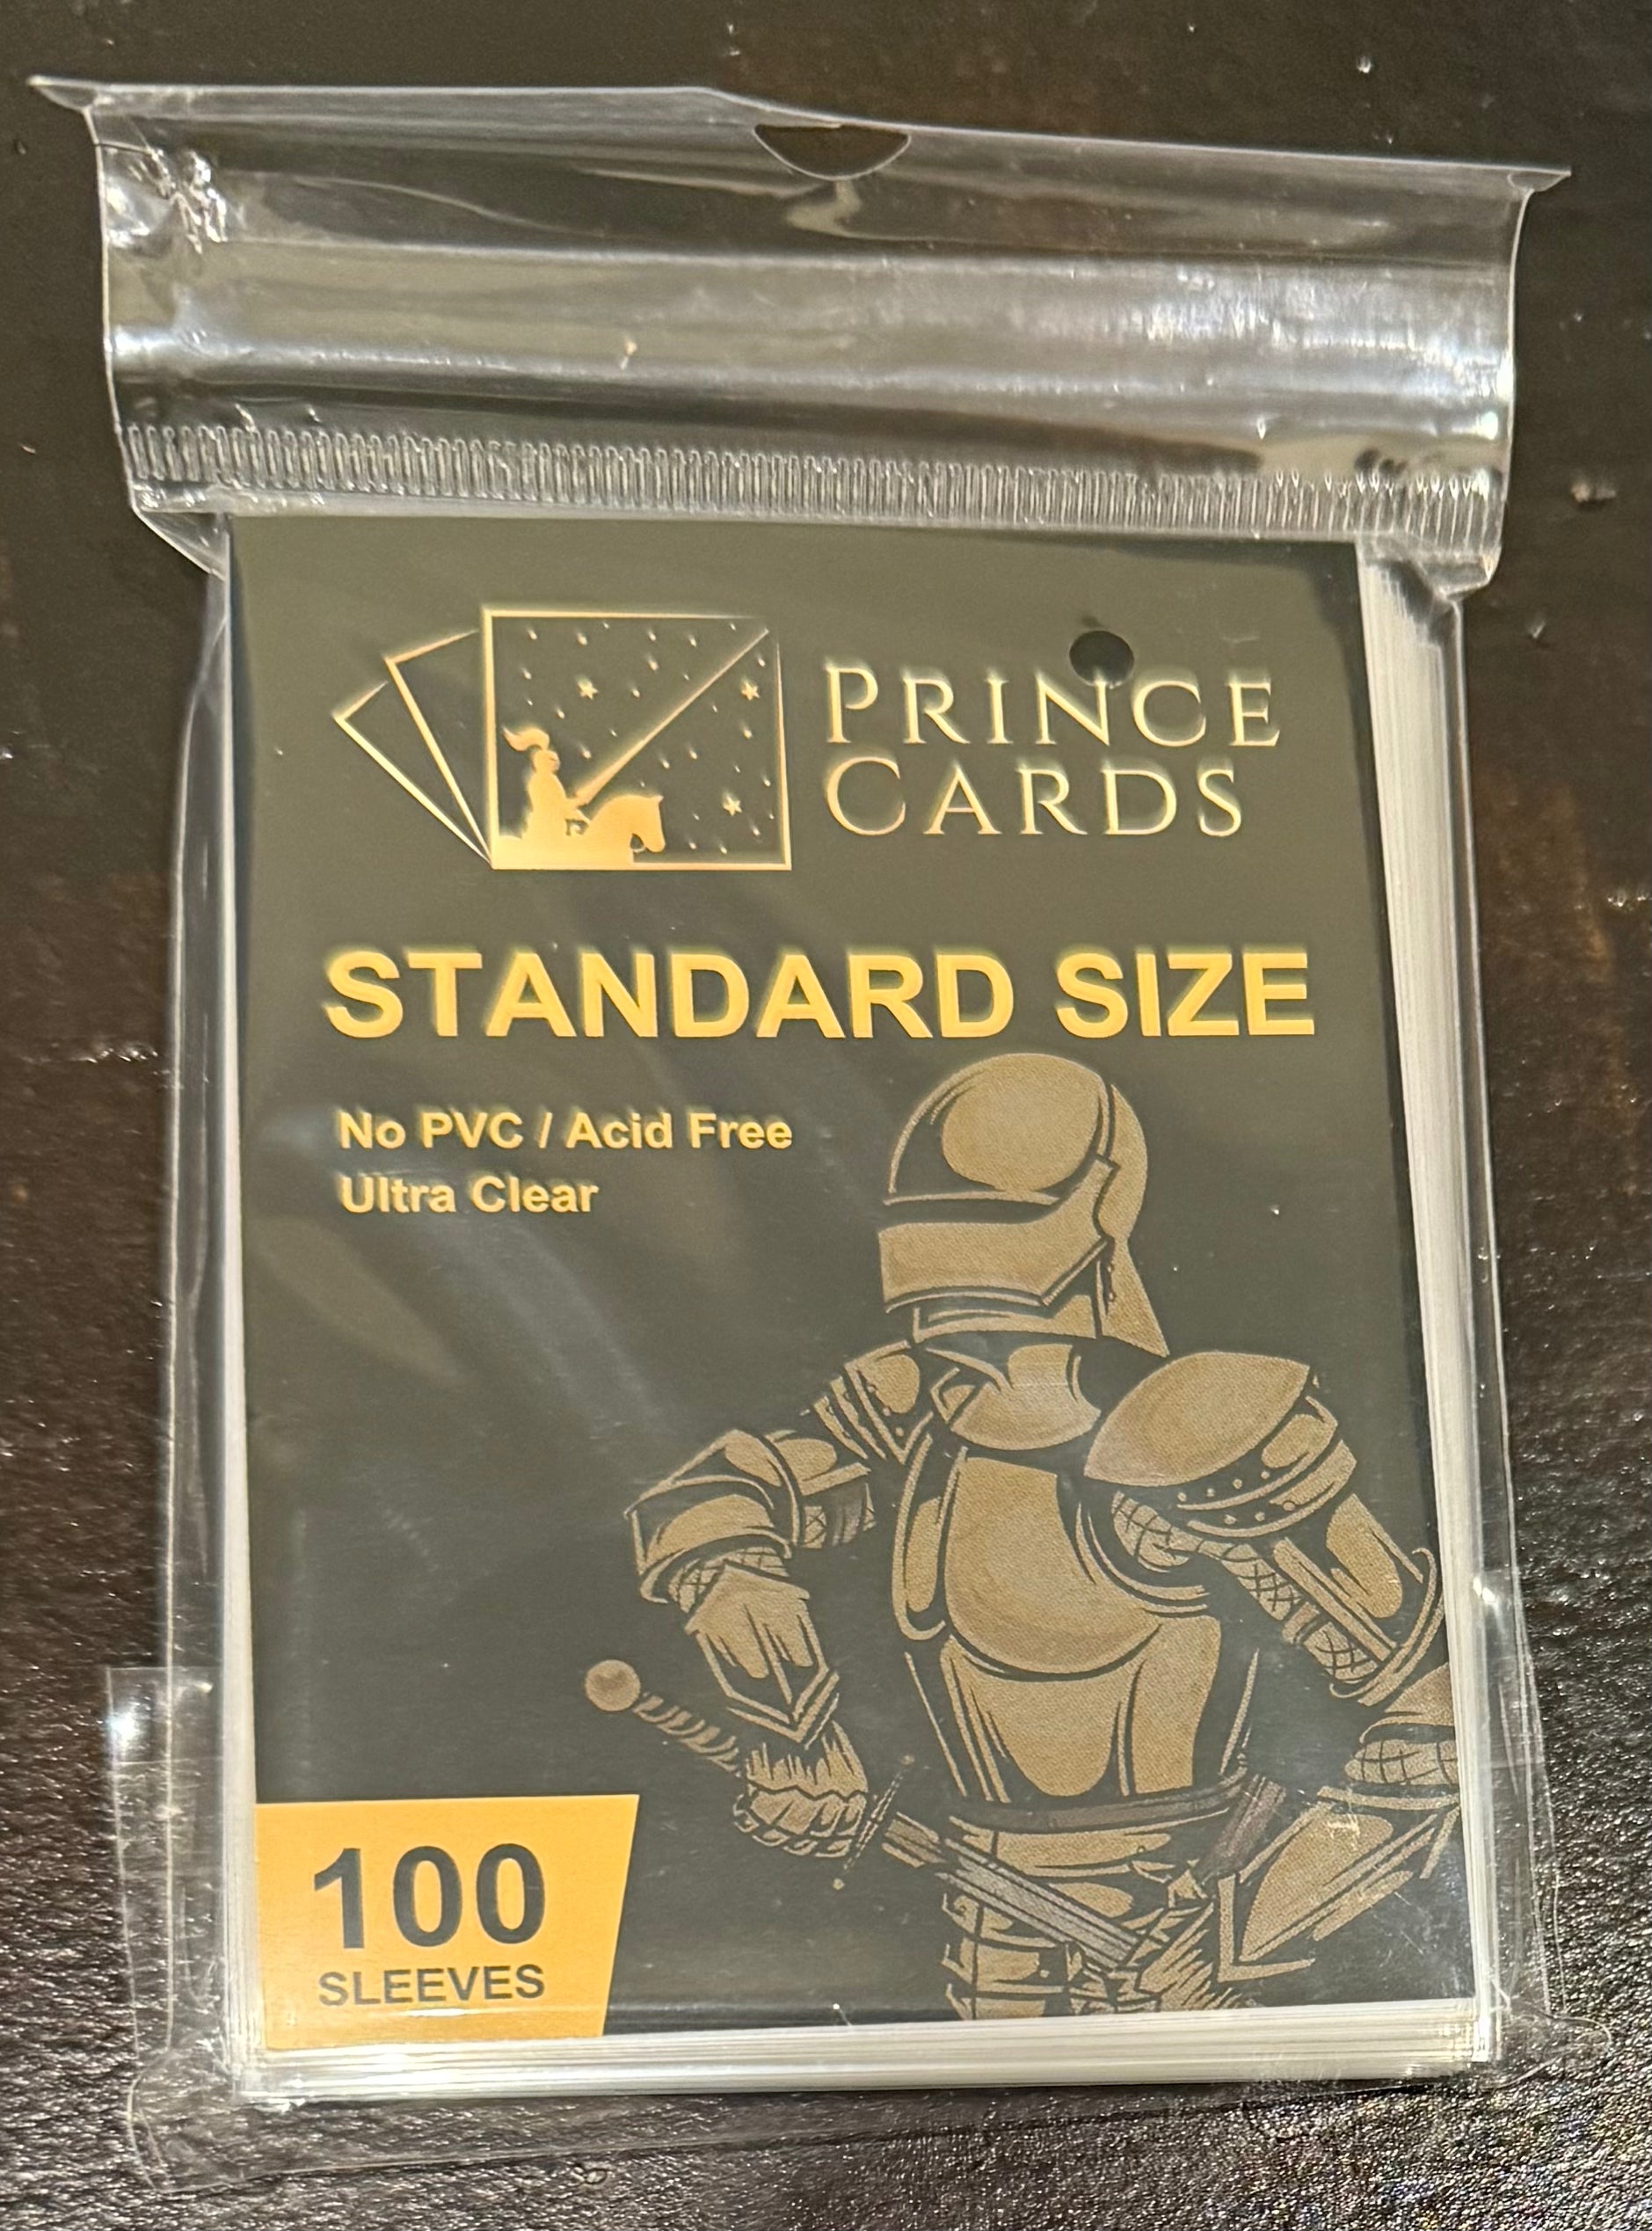 PRINCE
CARDS
STANDARD SIZE
No PVC / Acid Free
Ultra Clear
100
SLEEVES